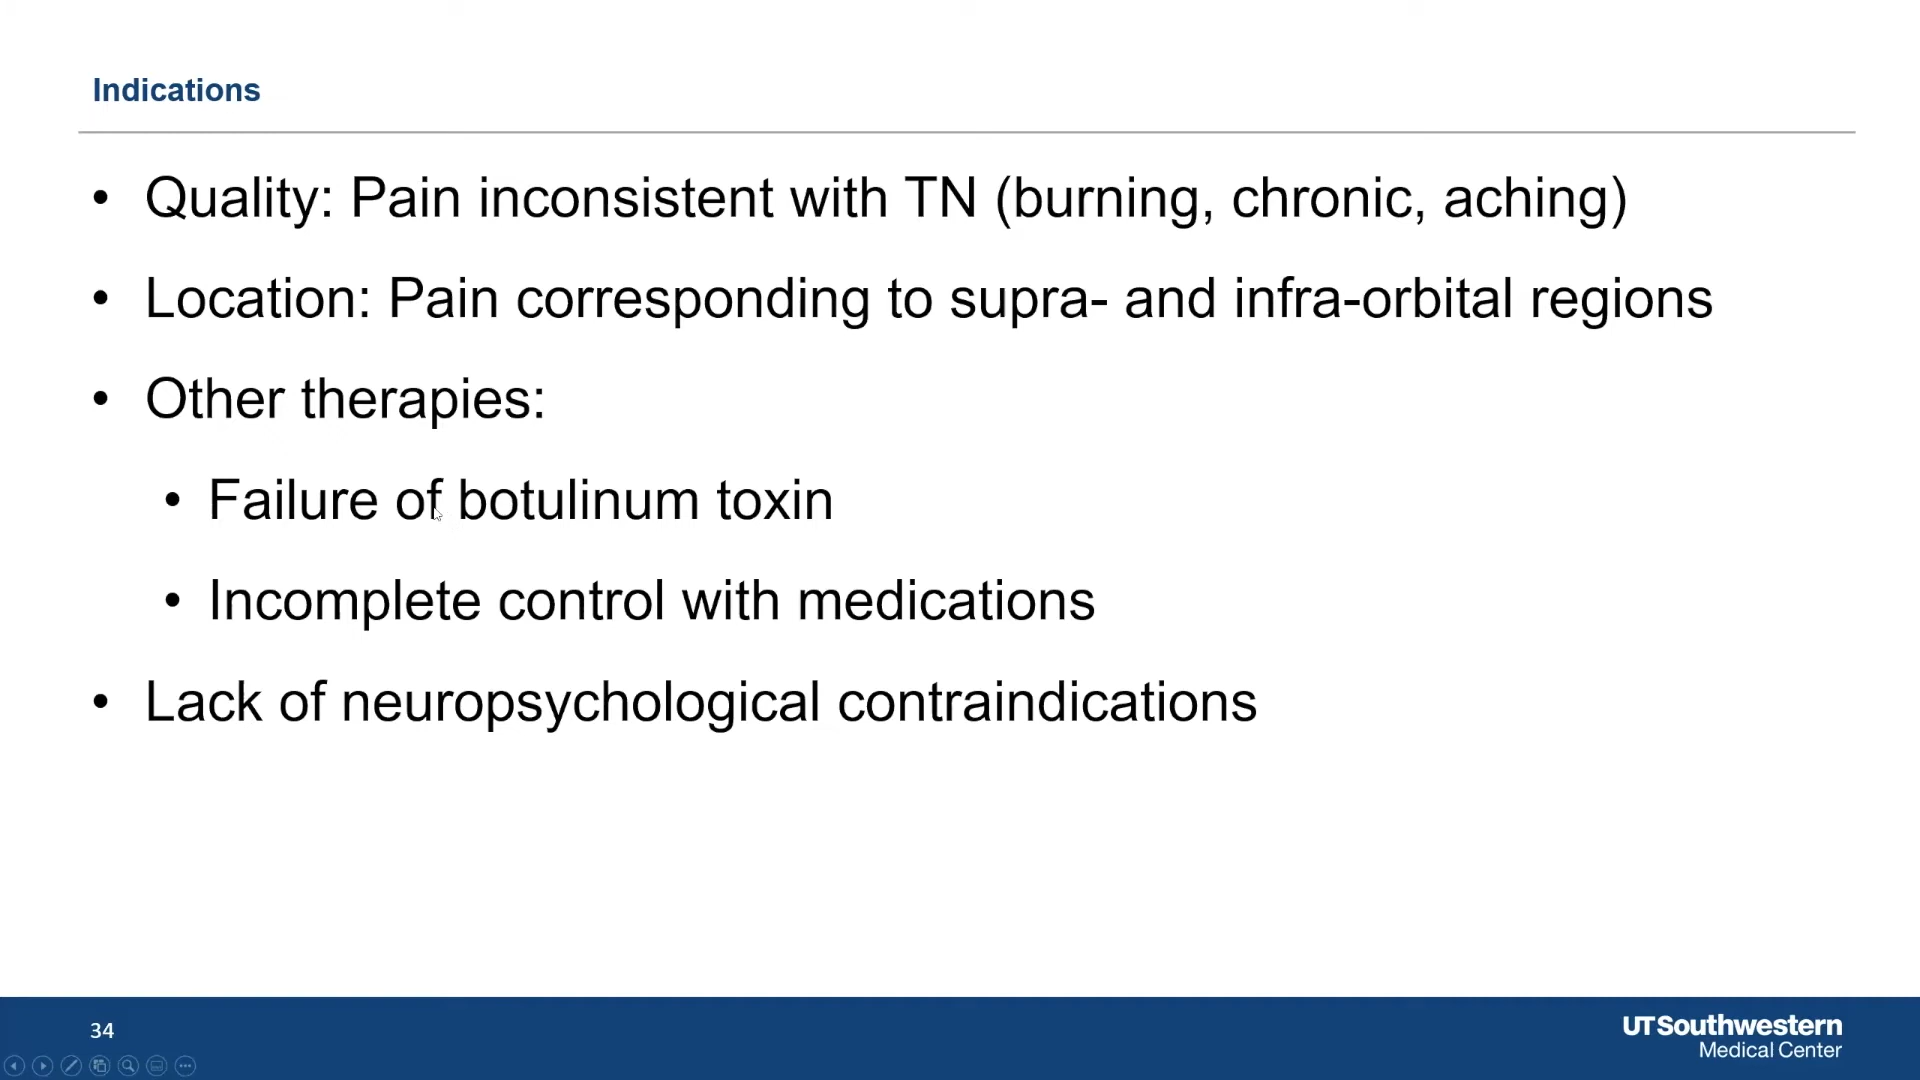 Indications
• Quality: Pain inconsistent with TN (burning, chronic, aching)
• Location: Pain corresponding to supra- and infra-orbital regions
• Other therapies:
• Failure of botulinum toxin
• Incomplete control with medications
• Lack of neuropsychological contraindications
34
UTSouthwestern
Medical Center